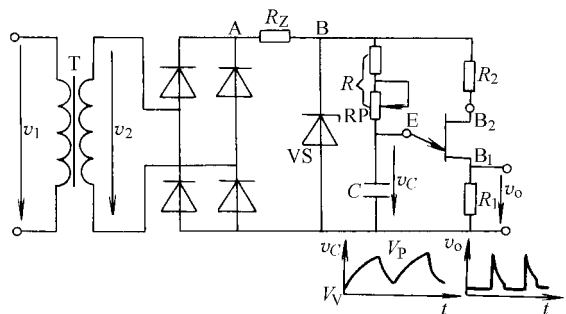 A
R_Z
B
T
R
R_2
RP
E
B_2
v_1
v_2
VS
B_1
C
v_C
R_1
v_o
v_C
V_P
v_o
V_V
t
t